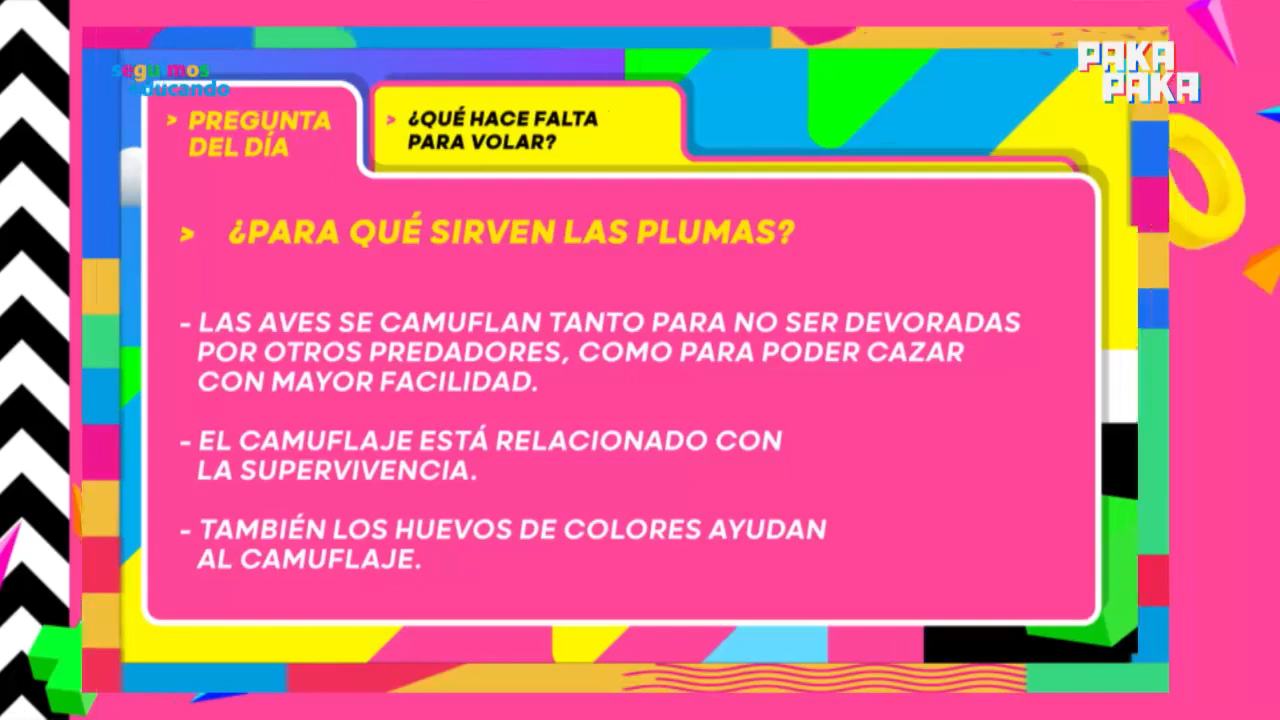 seguimos
educando
PAKA
PAKA
> PREGUNTA
DEL DÍA
> ¿QUÉ HACE FALTA
PARA VOLAR?
> ¿PARA QUÉ SIRVEN LAS PLUMAS?
- LAS AVES SE CAMUFLAN TANTO PARA NO SER DEVORADAS
POR OTROS PREDADORES, COMO PARA PODER CAZAR
CON MAYOR FACILIDAD.
- EL CAMUFLAJE ESTÁ RELACIONADO CON
LA SUPERVIVENCIA.
- TAMBIÉN LOS HUEVOS DE COLORES AYUDAN
AL CAMUFLAJE.